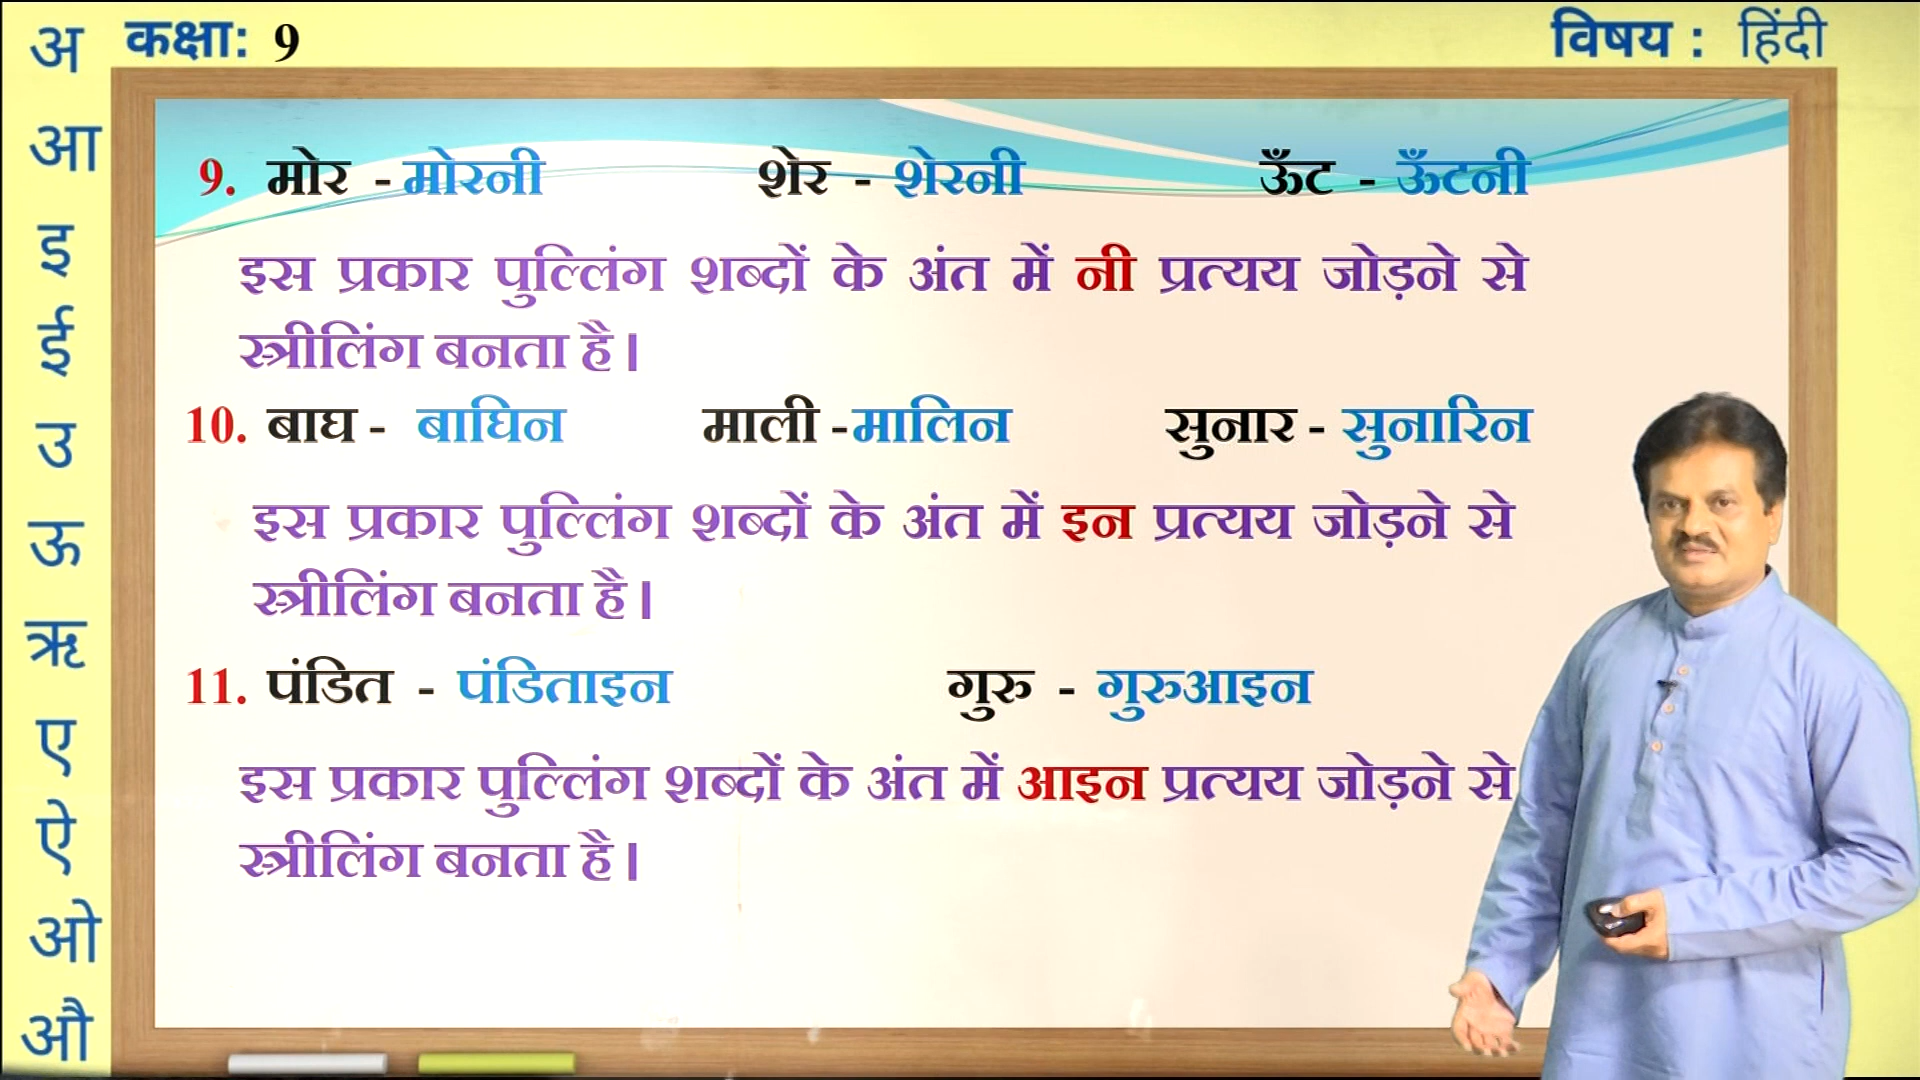 कक्षा: 9
विषय : हिंदी
अ
आ
इ
ई
उ
ऊ
ऋ
ए
ऐ
ओ
औ
9. मोर - मोरनी शेर - शेरनी ऊँट - ऊँटनी
इस प्रकार पुल्लिंग शब्दों के अंत में नी प्रत्यय जोड़ने से
स्त्रीलिंग बनता है।
10. बाघ - बाघिन माली -मालिन सुनार - सुनारिन
इस प्रकार पुल्लिंग शब्दों के अंत में इन प्रत्यय जोड़ने से
स्त्रीलिंग बनता है।
11. पंडित - पंडिताइन गुरु - गुरुआइन
इस प्रकार पुल्लिंग शब्दों के अंत में आइन प्रत्यय जोड़ने से
स्त्रीलिंग बनता है।